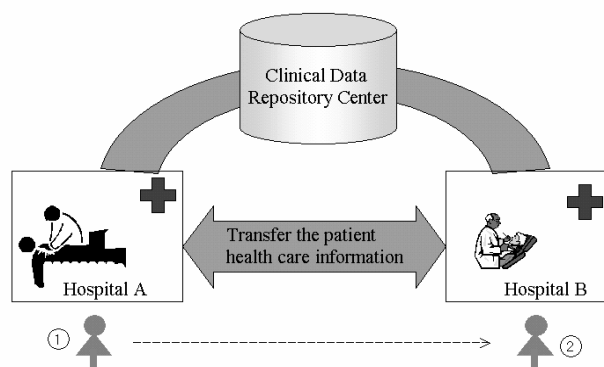 Clinical Data
Repository Center
Transfer the patient
health care information
Hospital A
Hospital B
①
②